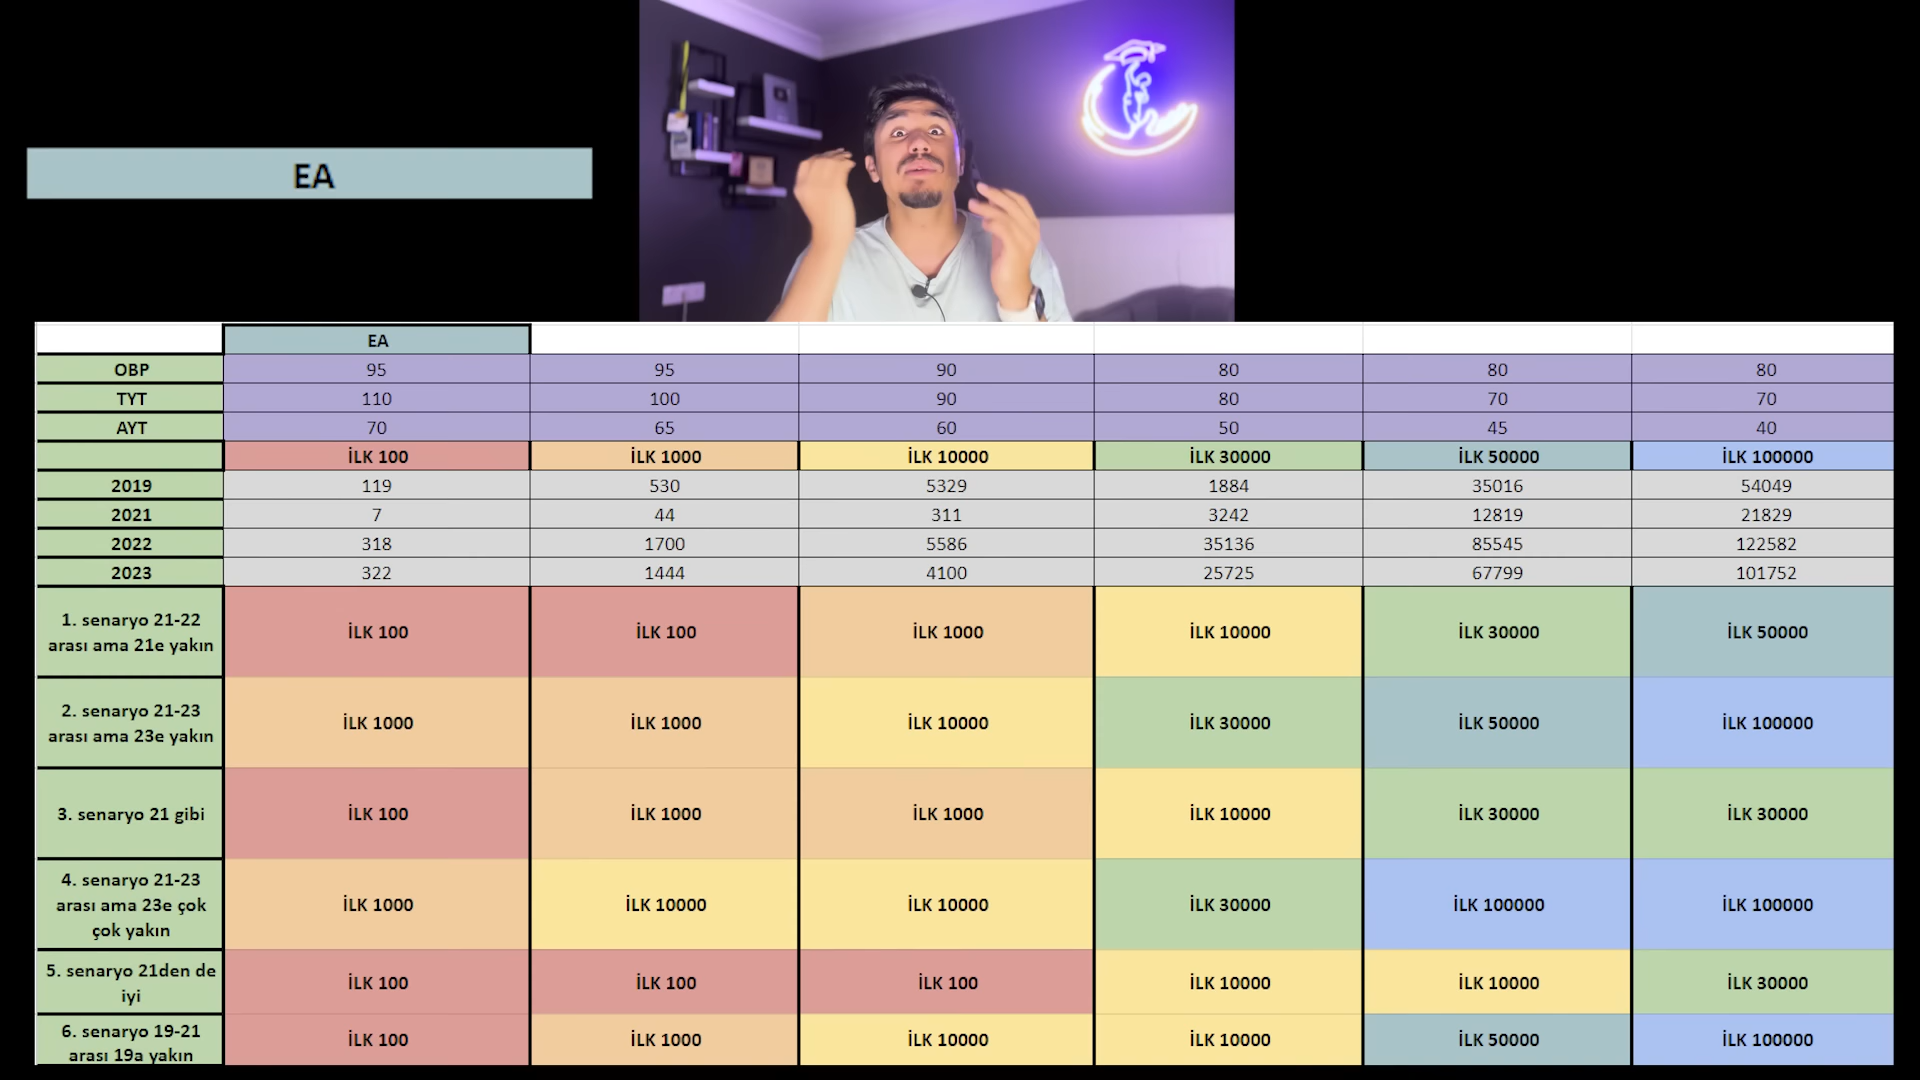 EA
EA
OBP 95 95 90 80 80 80
TYT 110 100 90 80 70 70
AYT 70 65 60 50 45 40
İLK 100 İLK 1000 İLK 10000 İLK 30000 İLK 50000 İLK 100000
2019 119 530 5329 1884 35016 54049
2021 7 44 311 3242 12819 21829
2022 318 1700 5586 35136 85545 122582
2023 322 1444 4100 25725 67799 101752
1. senaryo 21-22
arası ama 21e yakın
İLK 100 İLK 100 İLK 1000 İLK 10000 İLK 30000 İLK 50000
2. senaryo 21-23
arası ama 23e yakın
İLK 1000 İLK 1000 İLK 10000 İLK 30000 İLK 50000 İLK 100000
3. senaryo 21 gibi İLK 100 İLK 1000 İLK 1000 İLK 10000 İLK 30000 İLK 30000
4. senaryo 21-23
arası ama 23e çok
çok yakın
İLK 1000 İLK 10000 İLK 10000 İLK 30000 İLK 100000 İLK 100000
5. senaryo 21den de
iyi
İLK 100 İLK 100 İLK 100 İLK 10000 İLK 10000 İLK 30000
6. senaryo 19-21
arası 19a yakın
İLK 100 İLK 1000 İLK 10000 İLK 10000 İLK 50000 İLK 100000